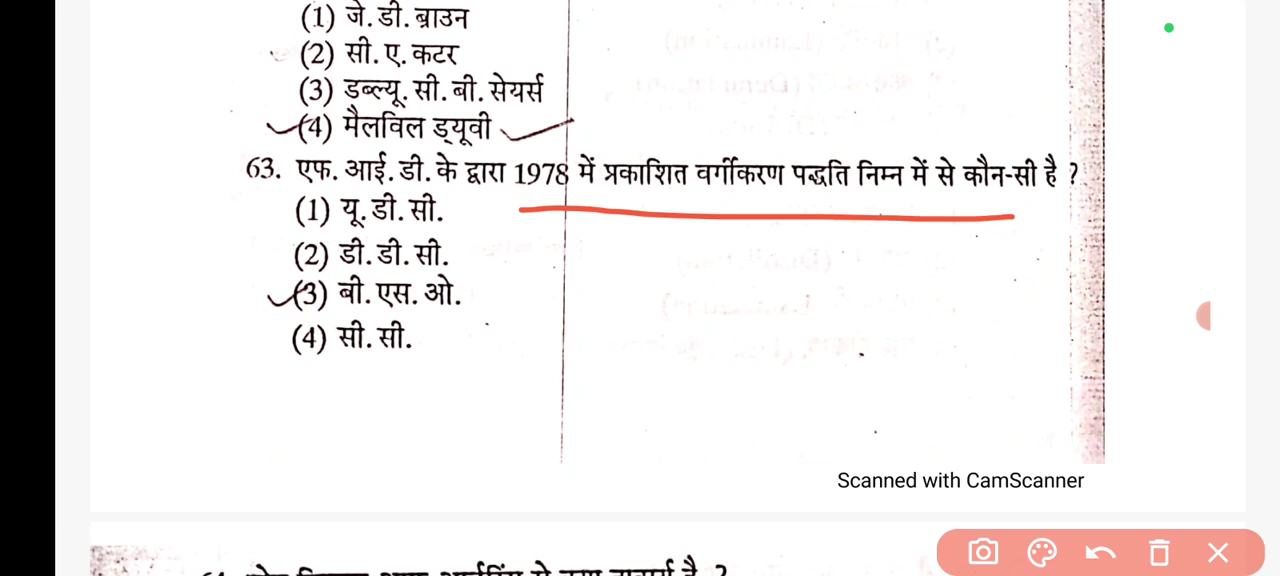 (1) जे. डी. ब्राउन
(2) सी. ए. कटर
(3) डब्ल्यू. सी. बी. सेयर्स
(4) मैलविल ड्यूवी
63. एफ. आई. डी. के द्वारा 1978 में प्रकाशित वर्गीकरण पद्धति निम्न में से कौन-सी है ?
(1) यू. डी. सी.
(2) डी. डी. सी.
(3) बी. एस. ओ.
(4) सी. सी.
Scanned with CamScanner